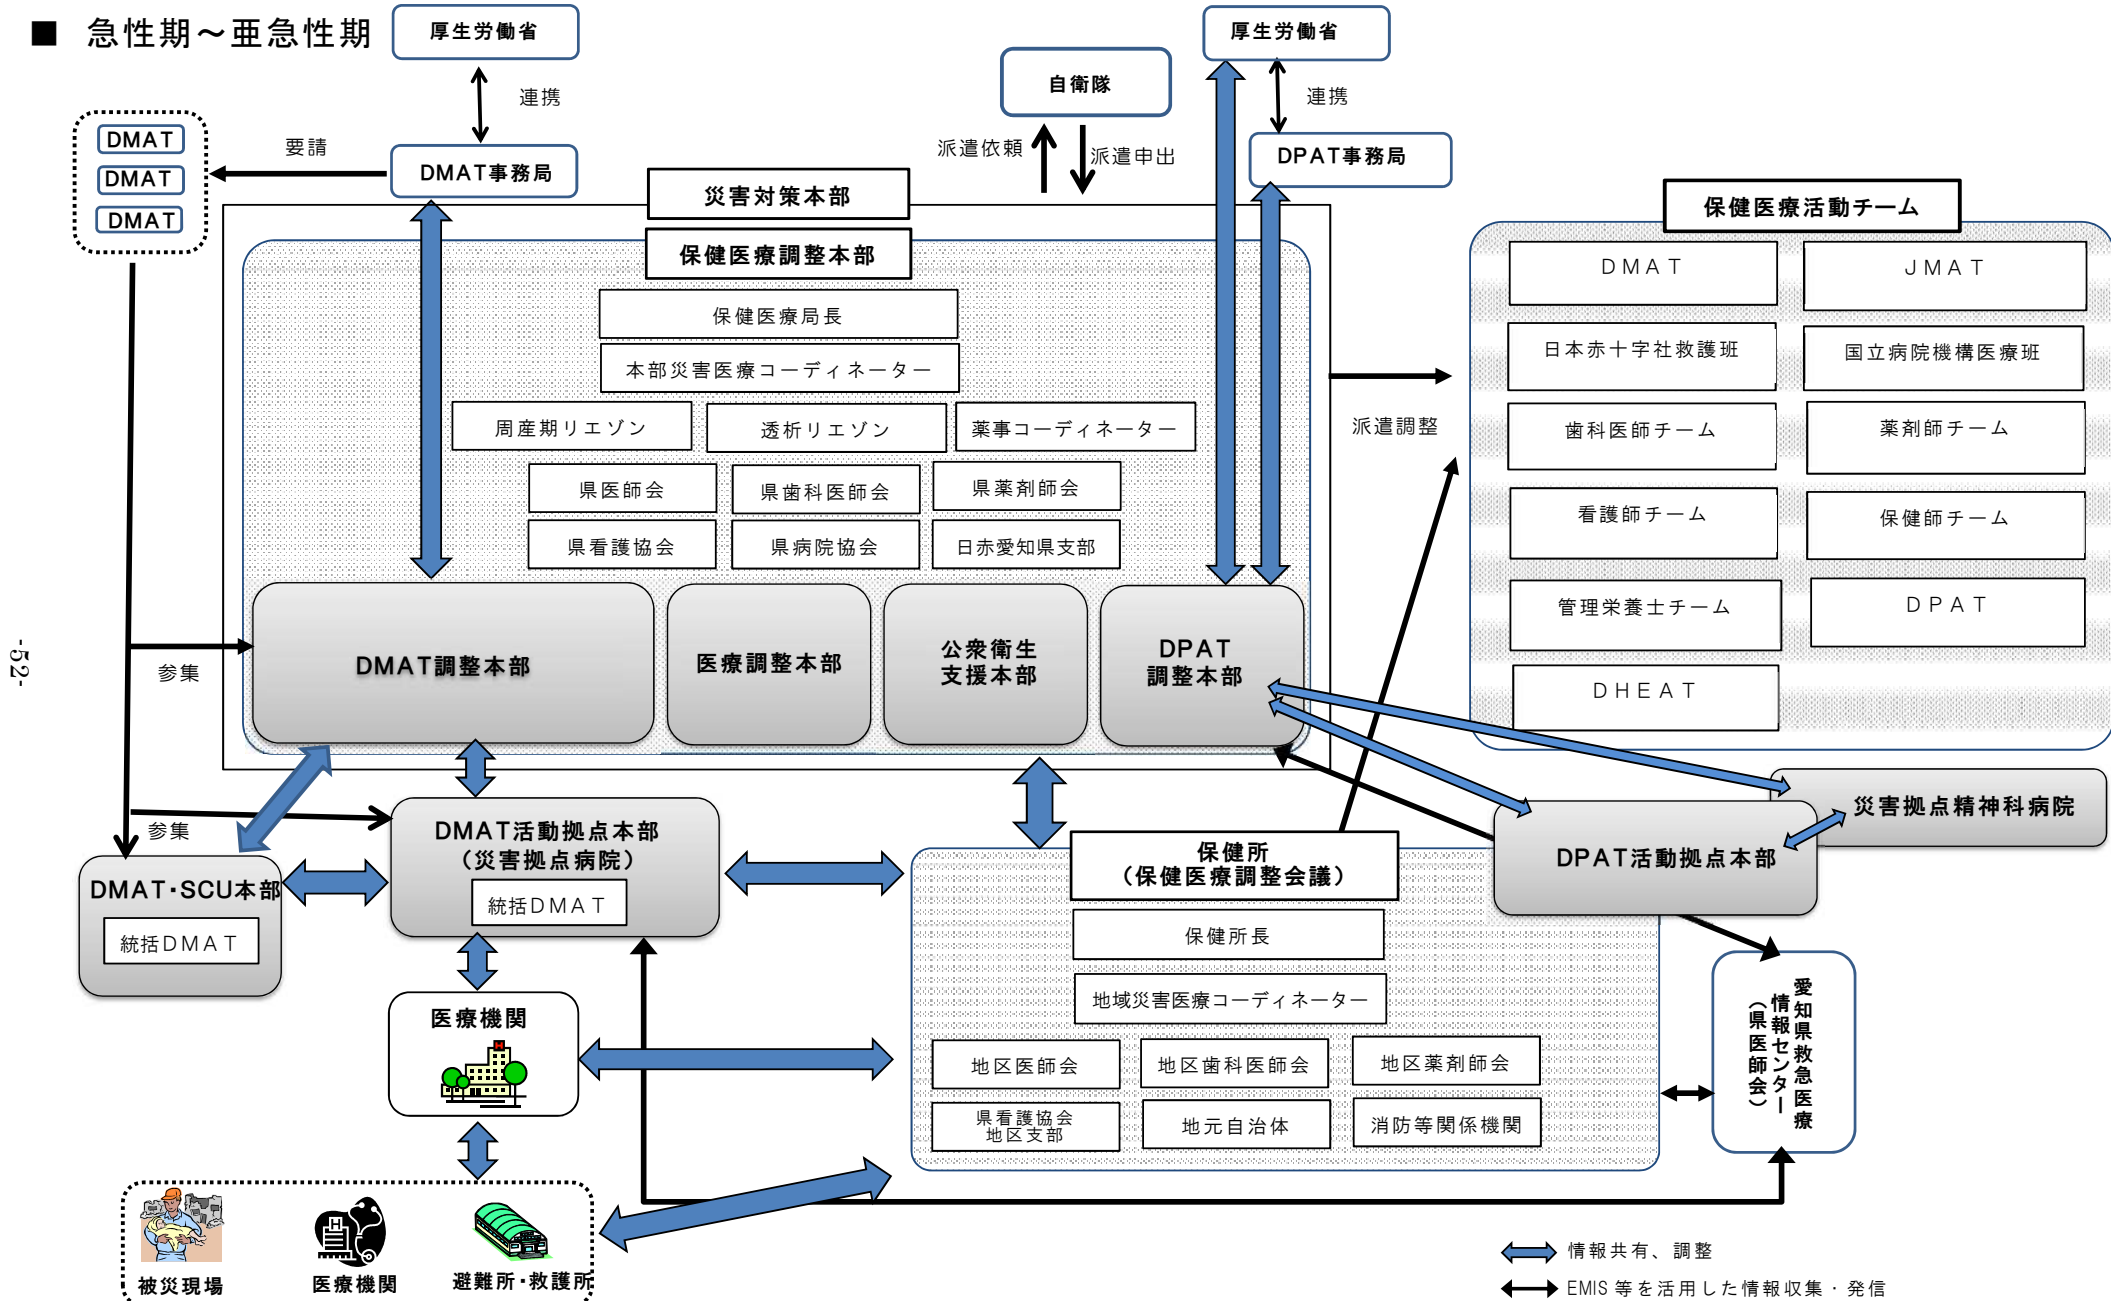 ■ 急性期～亜急性期
厚生労働省
連携
DMAT
DMAT
DMAT
要請
DMAT事務局
自衛隊
派遣依頼
派遣申出
厚生労働省
連携
DPAT事務局
災害対策本部
保健医療調整本部
保健医療局長
本部災害医療コーディネーター
周産期リエゾン
透析リエゾン
薬事コーディネーター
県医師会
県歯科医師会
県薬剤師会
県看護協会
県病院協会
日赤愛知県支部
DMAT調整本部
医療調整本部
公衆衛生
支援本部
DPAT
調整本部
参集
参集
派遣調整
保健医療活動チーム
ＤＭＡＴ
ＪＭＡＴ
日本赤十字社救護班
国立病院機構医療班
歯科医師チーム
薬剤師チーム
看護師チーム
保健師チーム
管理栄養士チーム
ＤＰＡＴ
ＤＨＥＡＴ
DMAT・SCU本部
統括ＤＭＡＴ
DMAT活動拠点本部
（災害拠点病院）
統括ＤＭＡＴ
保健所
（保健医療調整会議）
保健所長
地域災害医療コーディネーター
地区医師会
地区歯科医師会
地区薬剤師会
県看護協会
地区支部
地元自治体
消防等関係機関
災害拠点精神科病院
DPAT活動拠点本部
愛知県救急医療
情報センター
（県医師会）
医療機関
H
被災現場
医療機関
避難所・救護所
情報共有、調整
EMIS 等を活用した情報収集・発信
-52-